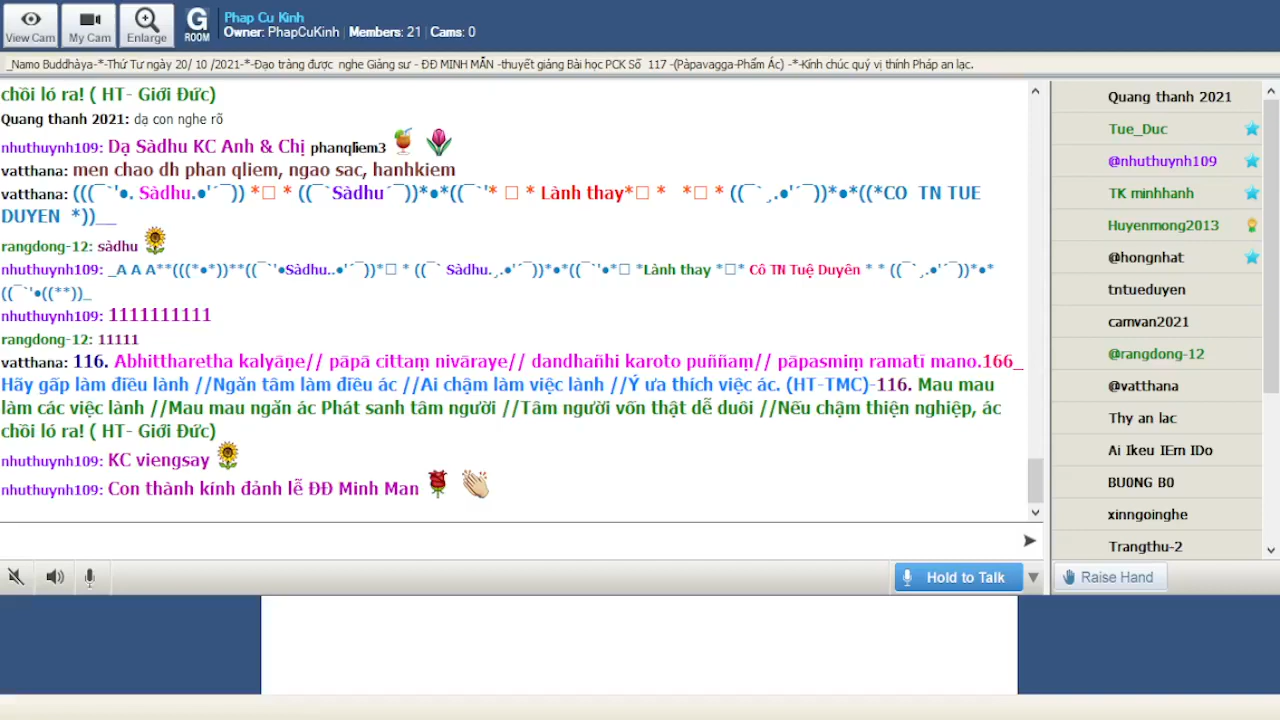 Phap Cu Kinh
Owner: PhapCuKinh | Members: 21 | Cams: 0
View Cam
My Cam
Enlarge
G ROOM
_Namo Buddhàya-*-Thứ Tư ngày 20/ 10 /2021-*-Đạo tràng được nghe Giảng sư - ĐĐ MINH MẪN -thuyết giảng Bài học PCK Số 117 -(Pàpavagga-Phẩm Ác) -*-Kính chúc quý vị thính Pháp an lạc.
chồi ló ra! ( HT- Giới Đức)
Quang thanh 2021: dạ con nghe rõ
nhuthuynh109: Dạ Sàdhu KC Anh & Chị phanqliem3
vatthana: men chao dh phan qliem, ngao sac, hanhkiem
vatthana: (((¯`'●. Sàdhu.●'´¯)) *□ * ((¯`Sàdhu´¯))*●*((¯`'* □ * Lành thay*□ * *□ * ((¯`¸.●'´¯))*●*((*CO TN TUE
DUYEN *))__
rangdong-12: sàdhu
nhuthuynh109: _A A A**(((*●*))**((¯`'●Sàdhu..●'´¯))*□ * ((¯` Sàdhu.¸.●'´¯))*●*((¯`'●*□ *Lành thay *□* Cô TN Tuệ Duyên * * ((¯`¸.●'´¯))*●*
((¯`'●((**))_
nhuthuynh109: 1111111111
rangdong-12: 11111
vatthana: 116. Abhittharetha kalyāṇe// pāpā cittaṃ nivāraye// dandhañhi karoto puññaṃ// pāpasmiṃ ramatī mano.166_
Hãy gấp làm điều lành //Ngăn tâm làm điều ác //Ai chậm làm việc lành //Ý ưa thích việc ác. (HT-TMC)-116. Mau mau
làm các việc lành //Mau mau ngăn ác Phát sanh tâm người //Tâm người vốn thật dễ duôi //Nếu chậm thiện nghiệp, ác
chồi ló ra! ( HT- Giới Đức)
nhuthuynh109: KC viengsay
nhuthuynh109: Con thành kính đảnh lễ ĐĐ Minh Man
Hold to Talk
Quang thanh 2021
Tue_Duc
@nhuthuynh109
TK minhhanh
Huyenmong2013
@hongnhat
tntueduyen
camvan2021
@rangdong-12
@vatthana
Thy an lac
Ai Ikeu IEm IDo
BU0NG B0
xinngoinghe
Trangthu-2
Raise Hand